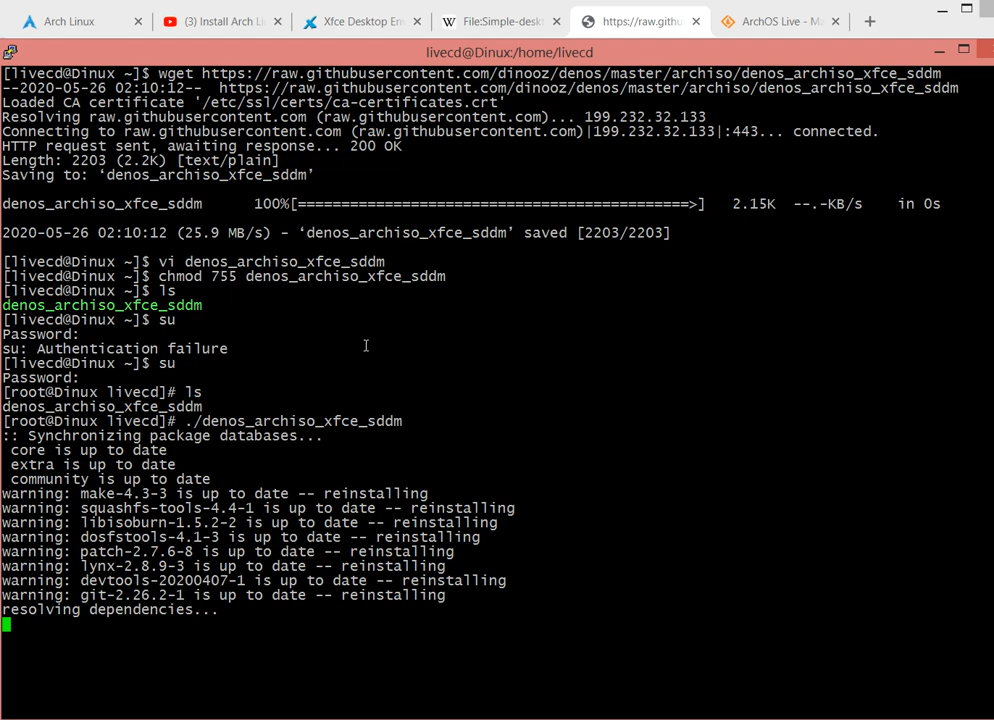 Arch Linux
(3) Install Arch Li
Xfce Desktop En
File:Simple-desk
https://raw.githu
ArchOS Live - M
livecd@Dinux:/home/livecd
[livecd@Dinux ~]$ wget https://raw.githubusercontent.com/dinooz/denos/master/archiso/denos_archiso_xfce_sddm
--2020-05-26 02:10:12--  https://raw.githubusercontent.com/dinooz/denos/master/archiso/denos_archiso_xfce_sddm
Loaded CA certificate '/etc/ssl/certs/ca-certificates.crt'
Resolving raw.githubusercontent.com (raw.githubusercontent.com)... 199.232.32.133
Connecting to raw.githubusercontent.com (raw.githubusercontent.com)|199.232.32.133|:443... connected.
HTTP request sent, awaiting response... 200 OK
Length: 2203 (2.2K) [text/plain]
Saving to: ‘denos_archiso_xfce_sddm’
denos_archiso_xfce_sddm      100%[=============================================>]   2.15K  --.-KB/s    in 0s
2020-05-26 02:10:12 (25.9 MB/s) - ‘denos_archiso_xfce_sddm’ saved [2203/2203]
[livecd@Dinux ~]$ vi denos_archiso_xfce_sddm
[livecd@Dinux ~]$ chmod 755 denos_archiso_xfce_sddm
[livecd@Dinux ~]$ ls
denos_archiso_xfce_sddm
[livecd@Dinux ~]$ su
Password:
su: Authentication failure
[livecd@Dinux ~]$ su
Password:
[root@Dinux livecd]# ls
denos_archiso_xfce_sddm
[root@Dinux livecd]# ./denos_archiso_xfce_sddm
:: Synchronizing package databases...
 core is up to date
 extra is up to date
 community is up to date
warning: make-4.3-3 is up to date -- reinstalling
warning: squashfs-tools-4.4-1 is up to date -- reinstalling
warning: libisoburn-1.5.2-2 is up to date -- reinstalling
warning: dosfstools-4.1-3 is up to date -- reinstalling
warning: patch-2.7.6-8 is up to date -- reinstalling
warning: lynx-2.8.9-3 is up to date -- reinstalling
warning: devtools-20200407-1 is up to date -- reinstalling
warning: git-2.26.2-1 is up to date -- reinstalling
resolving dependencies...